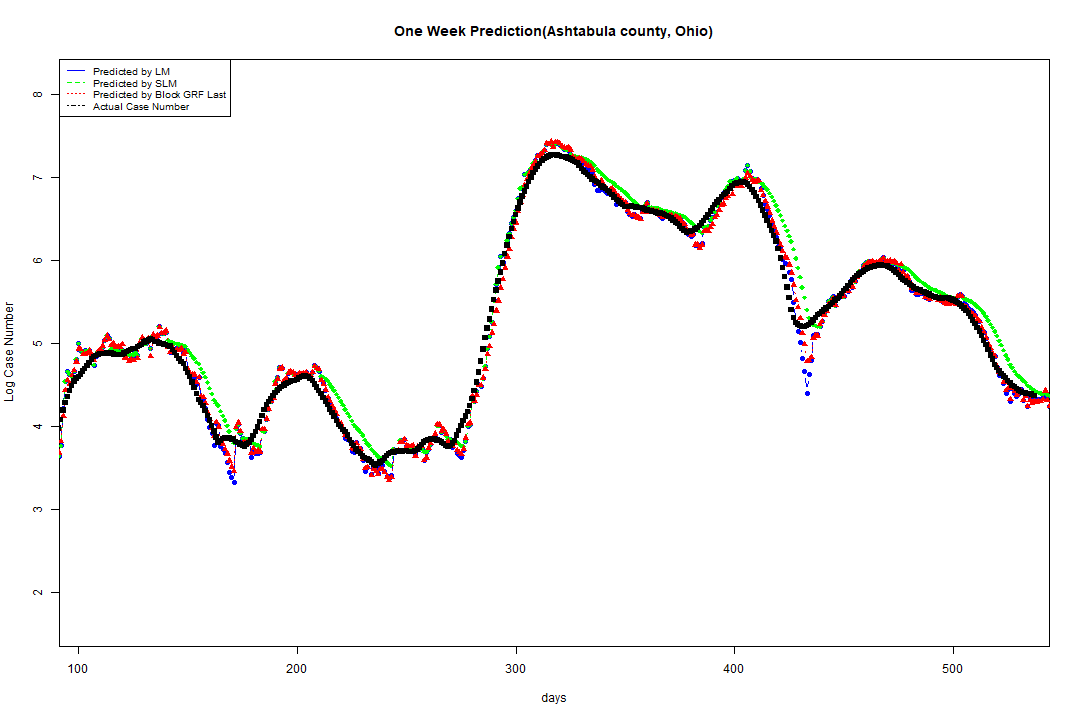 One Week Prediction(Ashtabula county, Ohio)
Predicted by LM
Predicted by SLM
Predicted by Block GRF Last
Actual Case Number
8
7
6
5
4
3
2
Log Case Number
100 200 300 400 500
days